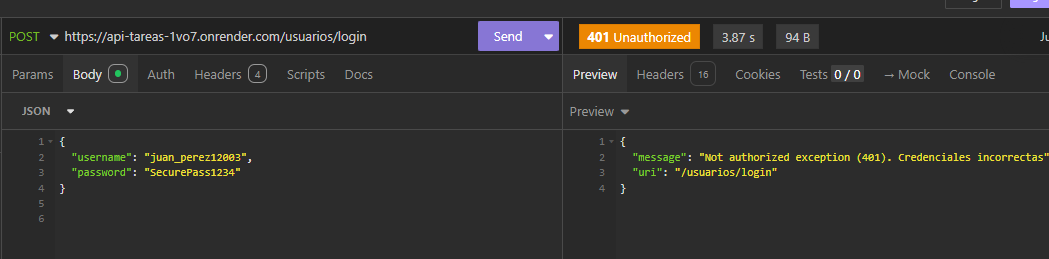 POST https://api-tareas-1vo7.onrender.com/usuarios/login Send
401 Unauthorized 3.87 s 94 B Ju
Params Body Auth Headers 4 Scripts Docs
Preview Headers 16 Cookies Tests 0 / 0 → Mock Console
JSON
Preview
1 {
2 "username": "juan_perez12003",
3 "password": "SecurePass1234"
4 }
5
6
1 {
2 "message": "Not authorized exception (401). Credenciales incorrectas"
3 "uri": "/usuarios/login"
4 }